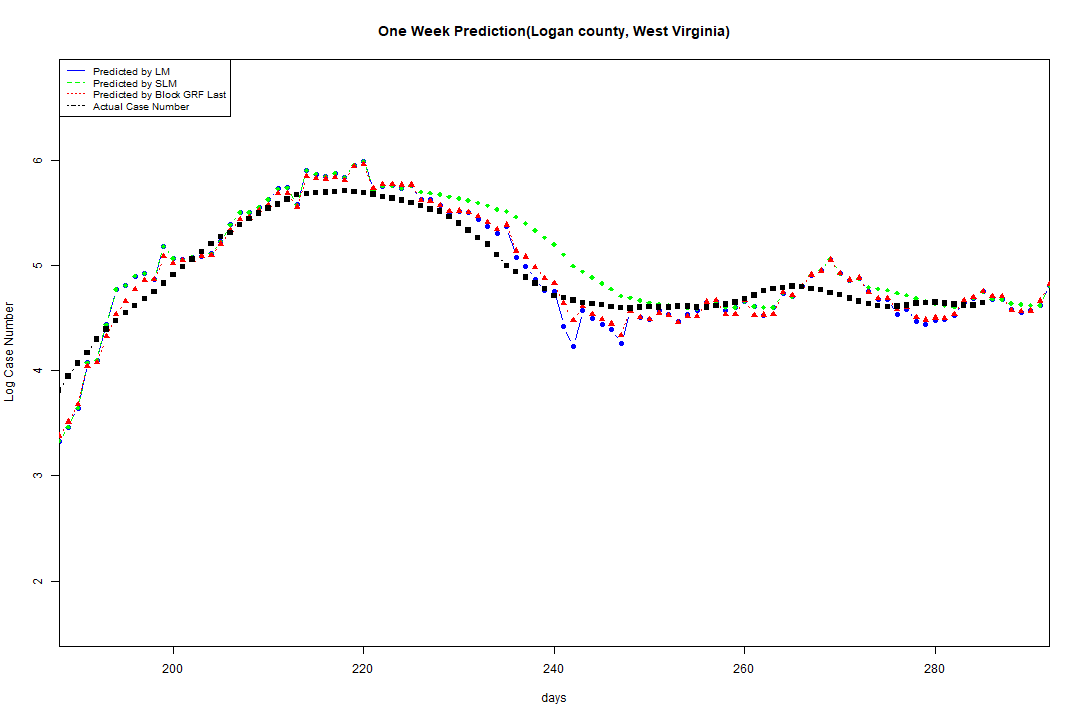 One Week Prediction(Logan county, West Virginia)
Predicted by LM
Predicted by SLM
Predicted by Block GRF Last
Actual Case Number
Log Case Number
6
5
4
3
2
200
220
240
260
280
days